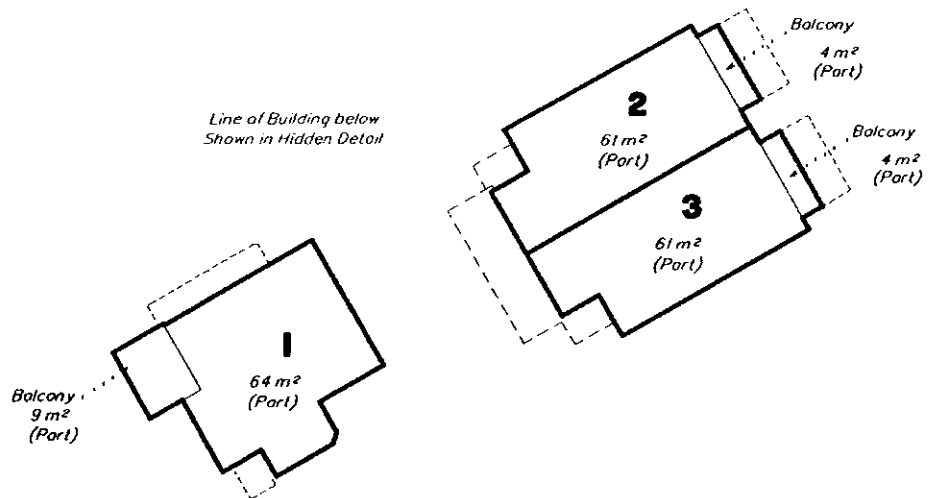 Balcony
4 m²
(Part)
2
61 m²
(Part)
Line of Building below
Shown in Hidden Detail
Balcony
4 m²
(Part)
3
61 m²
(Part)
1
64 m²
(Part)
Balcony
9 m²
(Part)